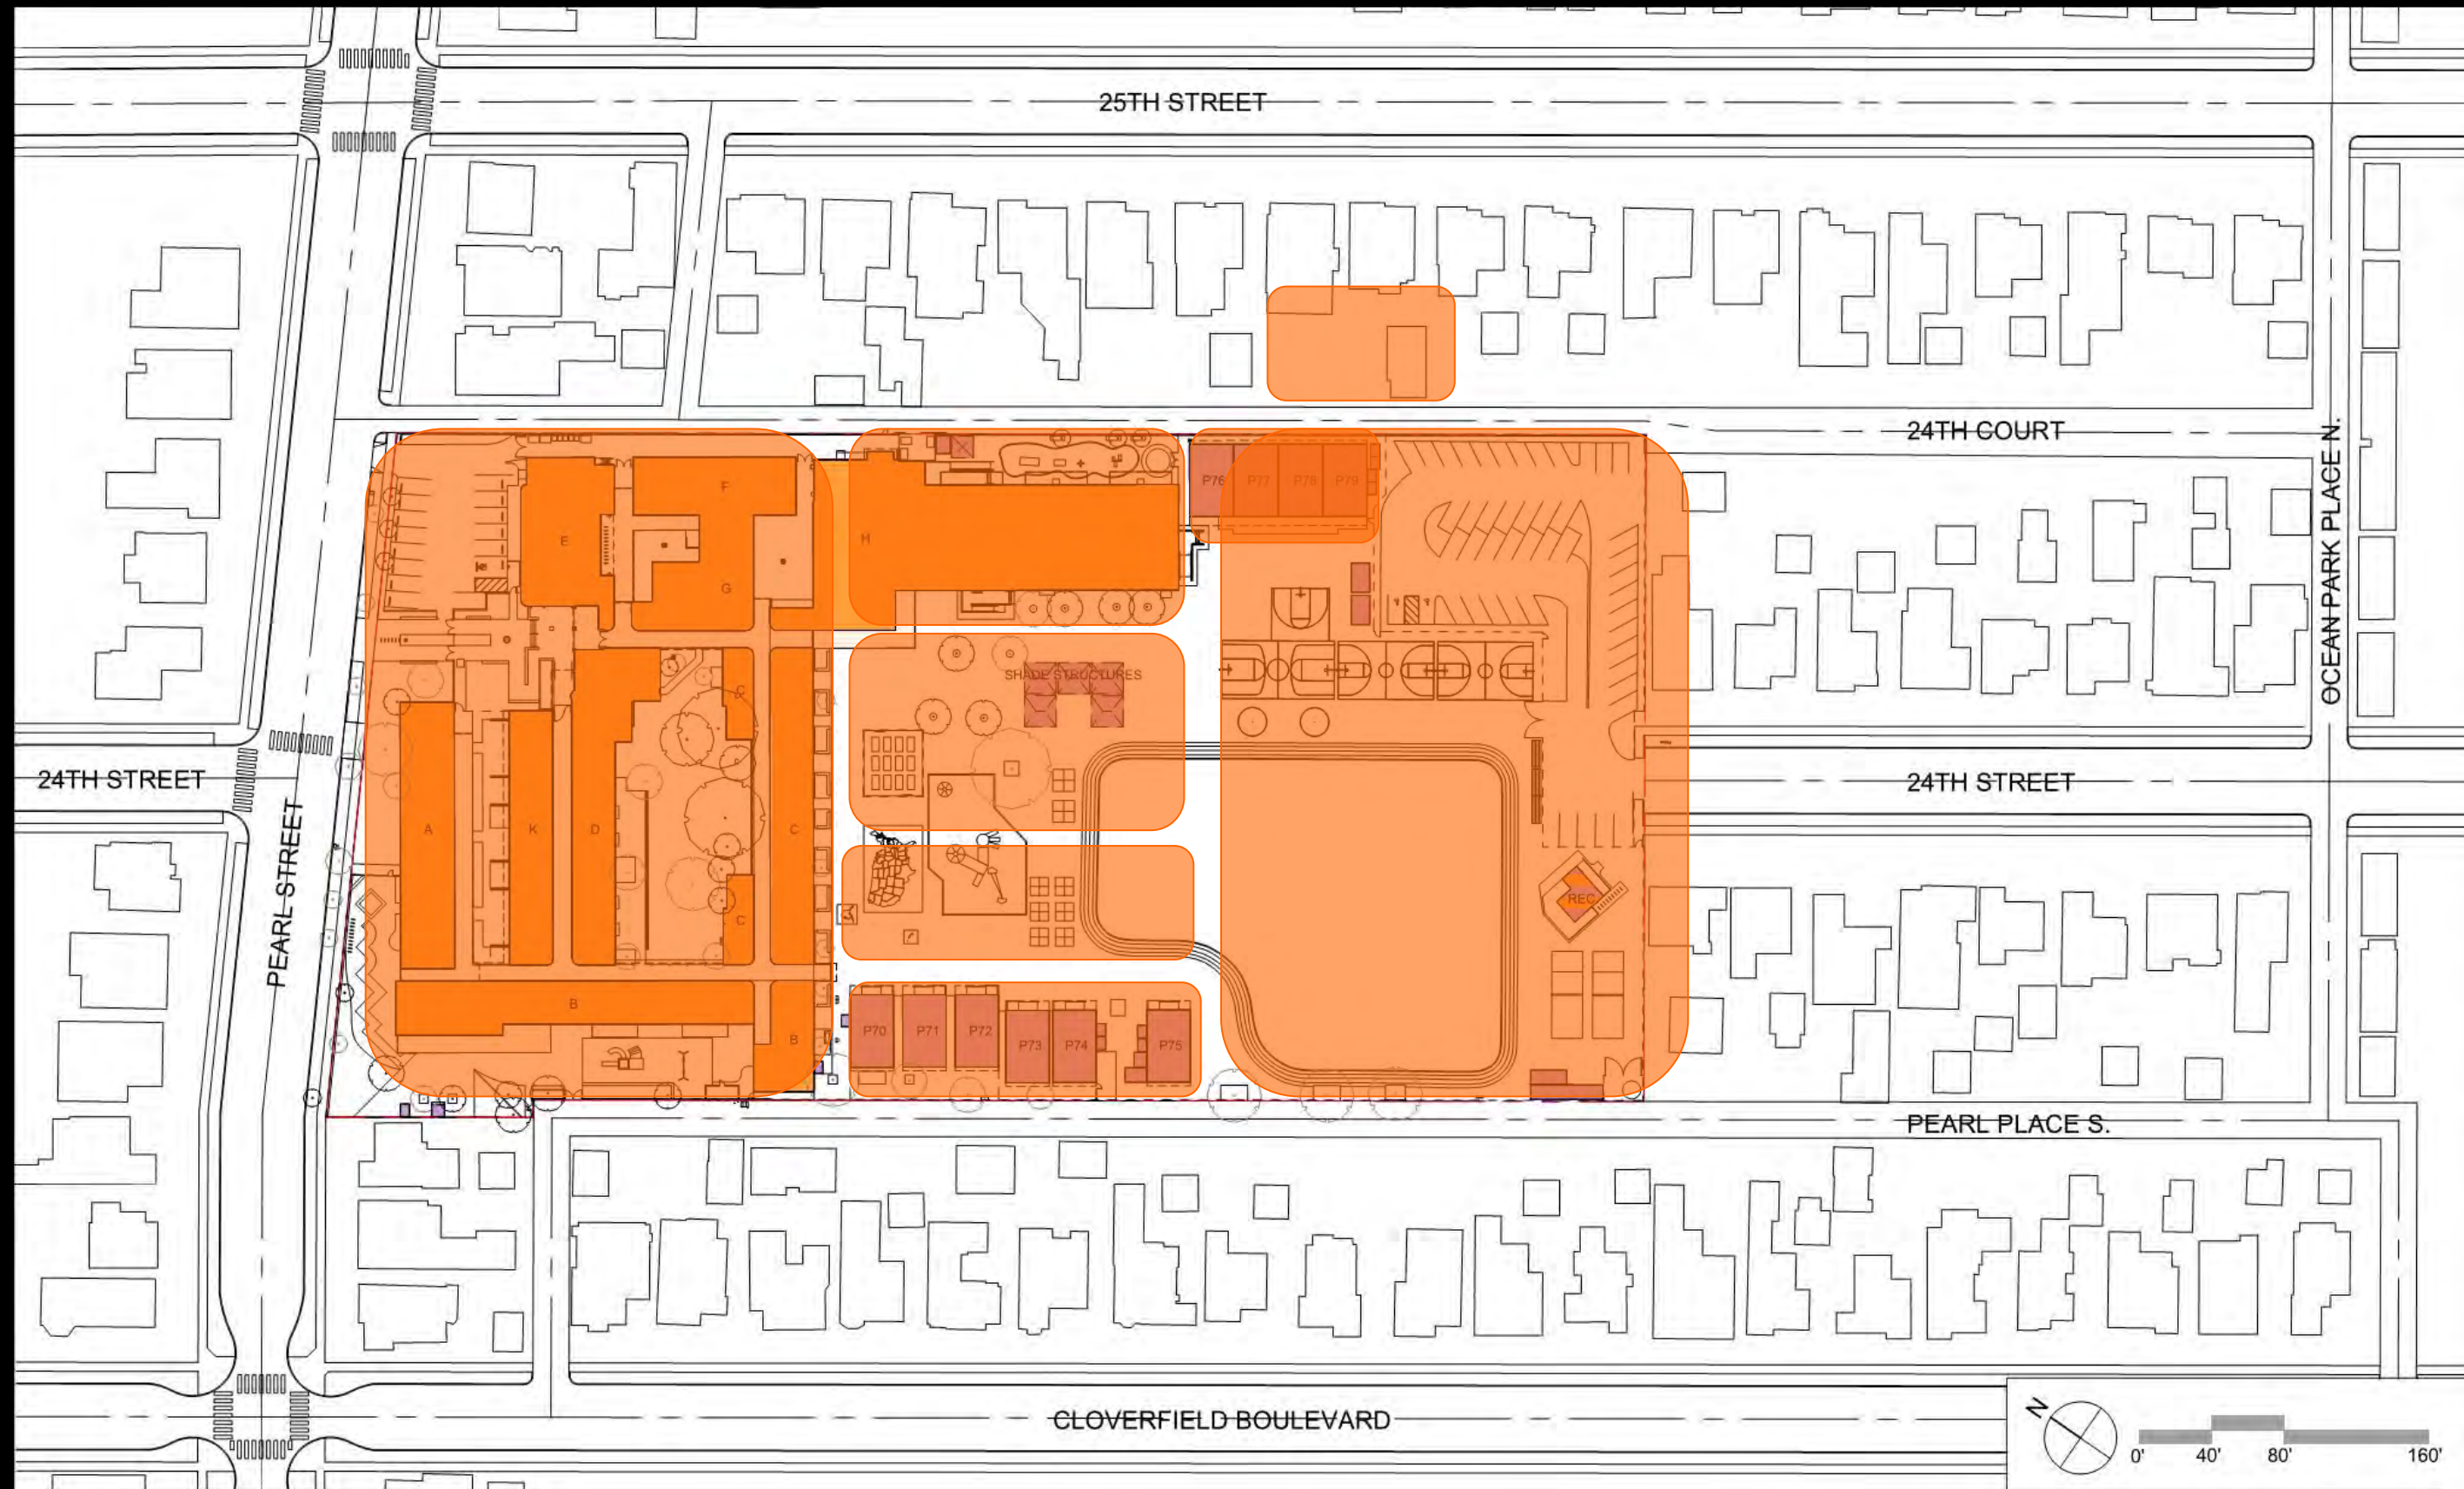 25TH STREET
24TH COURT
OCEAN PARK PLACE N.
P76 P77 P78 P79
F
E
H
G
SHADE STRUCTURES
C
24TH STREET
24TH STREET
PEARL STREET
A
K
D
C
REC
C
B
B
P70
P71
P72
P73
P74
P75
PEARL PLACE S.
CLOVERFIELD BOULEVARD
N
0' 40' 80' 160'